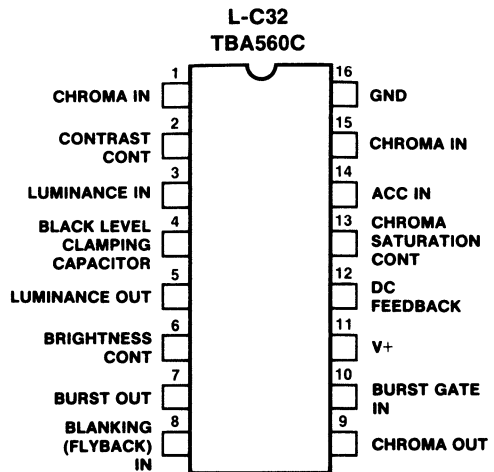 L-C32
TBA560C
1
CHROMA IN
2
CONTRAST
CONT
3
LUMINANCE IN
4
BLACK LEVEL
CLAMPING
CAPACITOR
5
LUMINANCE OUT
6
BRIGHTNESS
CONT
7
BURST OUT
8
BLANKING
(FLYBACK)
IN
16
GND
15
CHROMA IN
14
ACC IN
13
CHROMA
SATURATION
CONT
12
DC
FEEDBACK
11
V+
10
BURST GATE
IN
9
CHROMA OUT